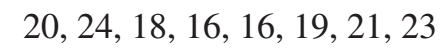 20, 24, 18, 16, 16, 19, 21, 23